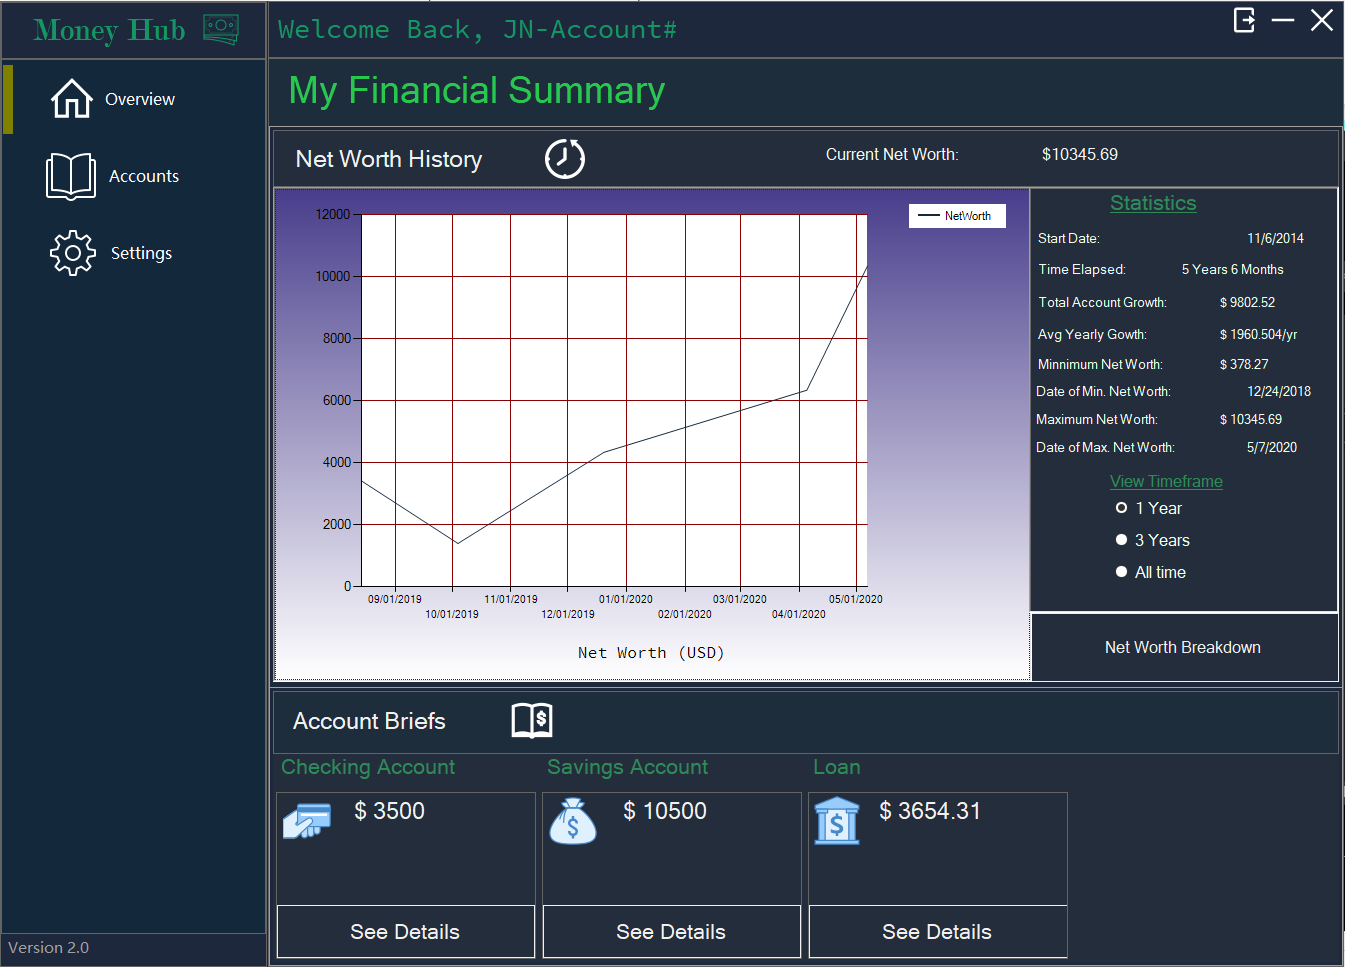 Money Hub
Welcome Back, JN-Account#
Overview
Accounts
Settings
Version 2.0
My Financial Summary
Net Worth History
Current Net Worth: $10345.69
NetWorth
12000
10000
8000
6000
4000
2000
0
09/01/2019 11/01/2019 01/01/2020 03/01/2020 05/01/2020
10/01/2019 12/01/2019 02/01/2020 04/01/2020
Net Worth (USD)
Statistics
Start Date: 11/6/2014
Time Elapsed: 5 Years 6 Months
Total Account Growth: $ 9802.52
Avg Yearly Gowth: $ 1960.504/yr
Minnimum Net Worth: $ 378.27
Date of Min. Net Worth: 12/24/2018
Maximum Net Worth: $ 10345.69
Date of Max. Net Worth: 5/7/2020
View Timeframe
1 Year
3 Years
All time
Net Worth Breakdown
Account Briefs
Checking Account Savings Account Loan
$ 3500 $ 10500 $ 3654.31
See Details See Details See Details